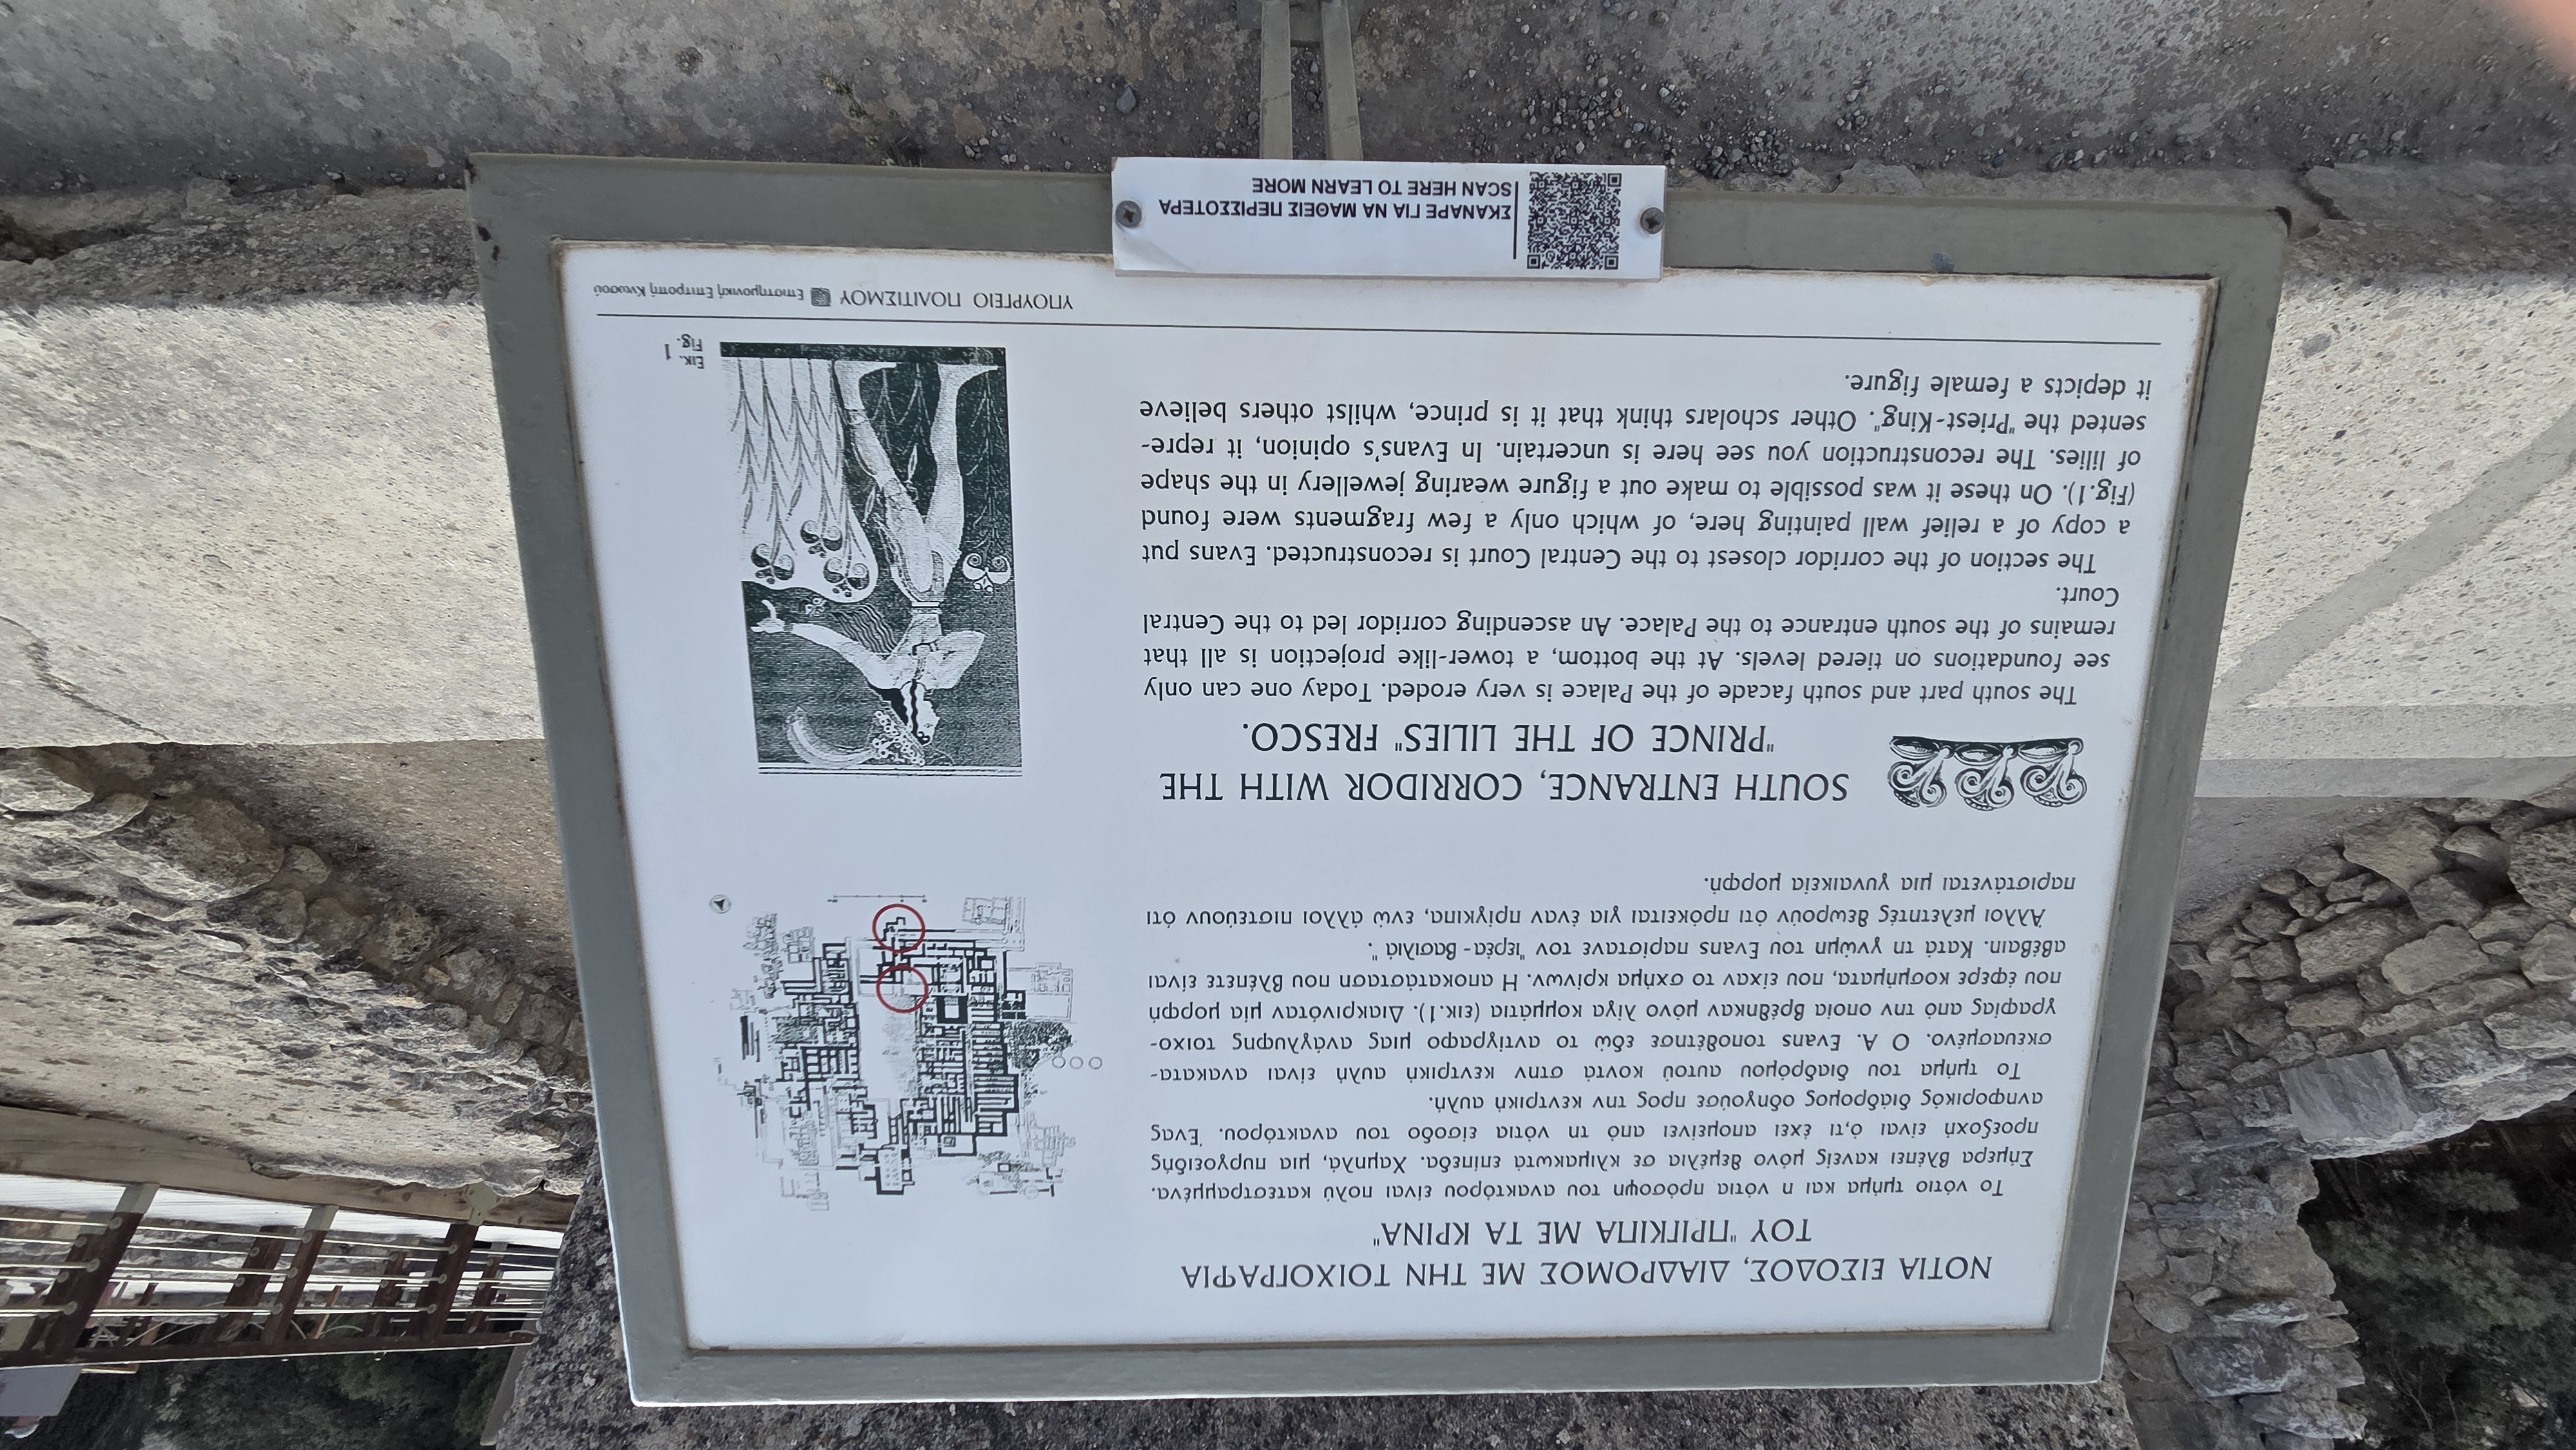 ΝΟΤΙΑ ΕΙΣΟΔΟΣ, ΔΙΑΔΡΟΜΟΣ ΜΕ ΤΗΝ ΤΟΙΧΟΓΡΑΦΙΑ
ΤΟΥ "ΠΡΙΓΚΙΠΑ ΜΕ ΤΑ ΚΡΙΝΑ"
Το νότιο τμήμα και η νότια πρόσοψη του ανακτόρου είναι πολύ κατεστραμμένα.
Σήμερα βλέπει κανείς μόνο θεμέλια σε κλιμακωτά επίπεδα. Χαμηλά, μια πυργοειδής
προεξοχή είναι ό,τι έχει απομείνει από τη νότια είσοδο του ανακτόρου. Ένας
ανηφορικός διάδρομος οδηγούσε προς την κεντρική αυλή.
Το τμήμα του διαδρόμου αυτού κοντά στην κεντρική αυλή είναι ανακατα-
σκευασμένο. Ο Α. Evans τοποθέτησε εδώ το αντίγραφο μιας ανάγλυφης τοιχο-
γραφίας από την οποία βρέθηκαν μόνο λίγα κομμάτια (εικ.1). Διακρινόταν μία μορφή
που έφερε κοσμήματα, που είχαν το σχήμα κρίνων. Η αποκατάσταση που βλέπετε είναι
αβέβαιη. Κατά τη γνώμη του Evans παρίστανε τον "ιερέα - βασιλιά".
Άλλοι μελετητές θεωρούν ότι πρόκειται για έναν πρίγκιπα, ενώ άλλοι πιστεύουν ότι
παριστάνεται μια γυναικεία μορφή.
SOUTH ENTRANCE, CORRIDOR WITH THE
"PRINCE OF THE LILIES" FRESCO.
The south part and south facade of the Palace is very eroded. Today one can only
see foundations on tiered levels. At the bottom, a tower-like projection is all that
remains of the south entrance to the Palace. An ascending corridor led to the Central
Court.
The section of the corridor closest to the Central Court is reconstructed. Evans put
a copy of a relief wall painting here, of which only a few fragments were found
(Fig.1). On these it was possible to make out a figure wearing jewellery in the shape
of lilies. The reconstruction you see here is uncertain. In Evans's opinion, it repre-
sented the "Priest-King". Other scholars think that it is prince, whilst others believe
it depicts a female figure.
Εικ. 1
Fig.
ΥΠΟΥΡΓΕΙΟ ΠΟΛΙΤΙΣΜΟΥ Επιστημονική Επιτροπή Κνωσού
ΣΚΑΝΑΡΕ ΓΙΑ ΝΑ ΜΑΘΕΙΣ ΠΕΡΙΣΣΟΤΕΡΑ
SCAN HERE TO LEARN MORE